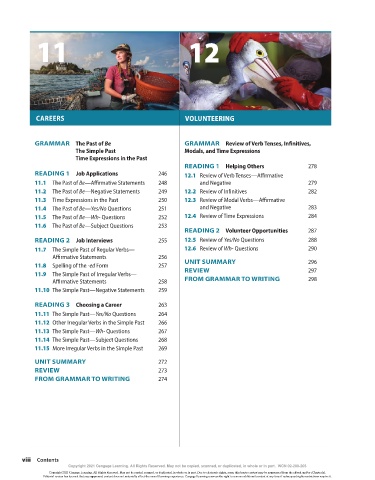 11
CAREERS
GRAMMAR The Past of Be
The Simple Past
Time Expressions in the Past
READING 1 Job Applications 246
11.1 The Past of Be—Affirmative Statements 248
11.2 The Past of Be—Negative Statements 249
11.3 Time Expressions in the Past 250
11.4 The Past of Be—Yes/No Questions 251
11.5 The Past of Be—Wh- Questions 252
11.6 The Past of Be—Subject Questions 253
READING 2 Job Interviews 255
11.7 The Simple Past of Regular Verbs—
Affirmative Statements 256
11.8 Spelling of the -ed Form 257
11.9 The Simple Past of Irregular Verbs—
Affirmative Statements 258
11.10 The Simple Past—Negative Statements 259
READING 3 Choosing a Career 263
11.11 The Simple Past—Yes/No Questions 264
11.12 Other Irregular Verbs in the Simple Past 266
11.13 The Simple Past—Wh- Questions 267
11.14 The Simple Past—Subject Questions 268
11.15 More Irregular Verbs in the Simple Past 269
UNIT SUMMARY 272
REVIEW 273
FROM GRAMMAR TO WRITING 274
12
VOLUNTEERING
GRAMMAR Review of Verb Tenses, Infinitives,
Modals, and Time Expressions
READING 1 Helping Others 278
12.1 Review of Verb Tenses—Affirmative
and Negative 279
12.2 Review of Infinitives 282
12.3 Review of Modal Verbs—Affirmative
and Negative 283
12.4 Review of Time Expressions 284
READING 2 Volunteer Opportunities 287
12.5 Review of Yes/No Questions 288
12.6 Review of Wh- Questions 290
UNIT SUMMARY 296
REVIEW 297
FROM GRAMMAR TO WRITING 298
viii Contents
Copyright 2021 Cengage Learning. All Rights Reserved. May not be copied, scanned, or duplicated, in whole or in part. WCN 02-200-203